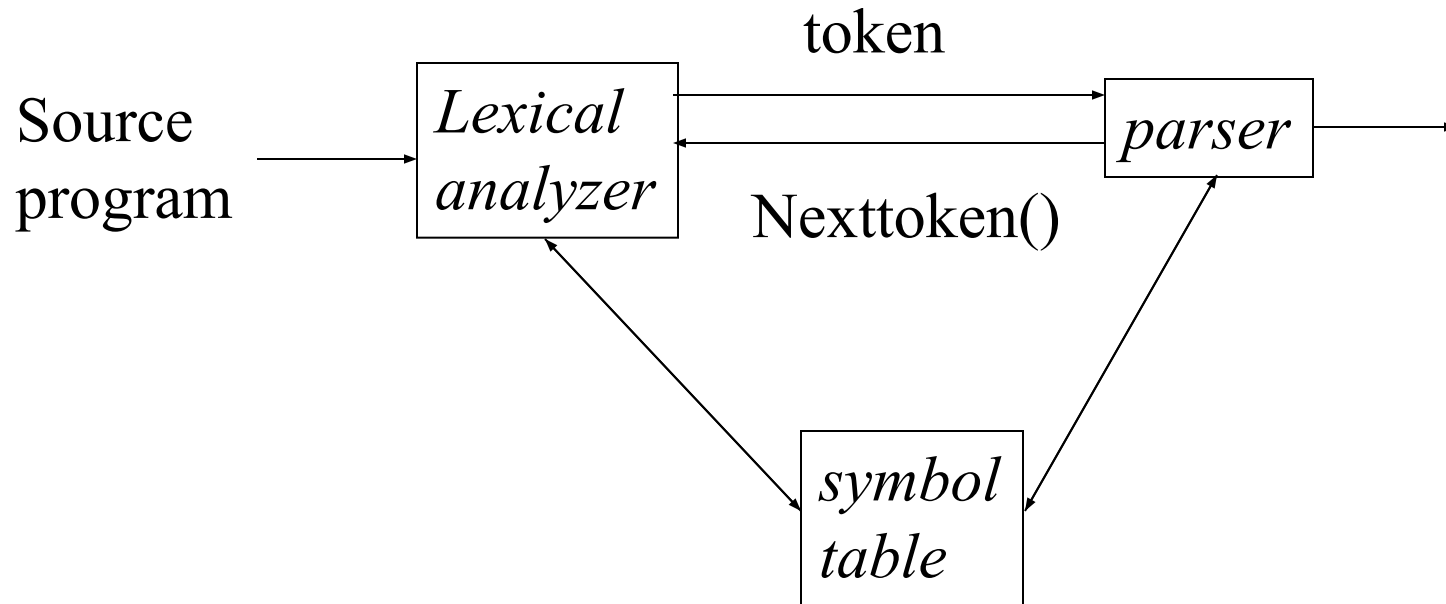 token
Source
program
Lexical
analyzer
parser
Nexttoken()
symbol
table